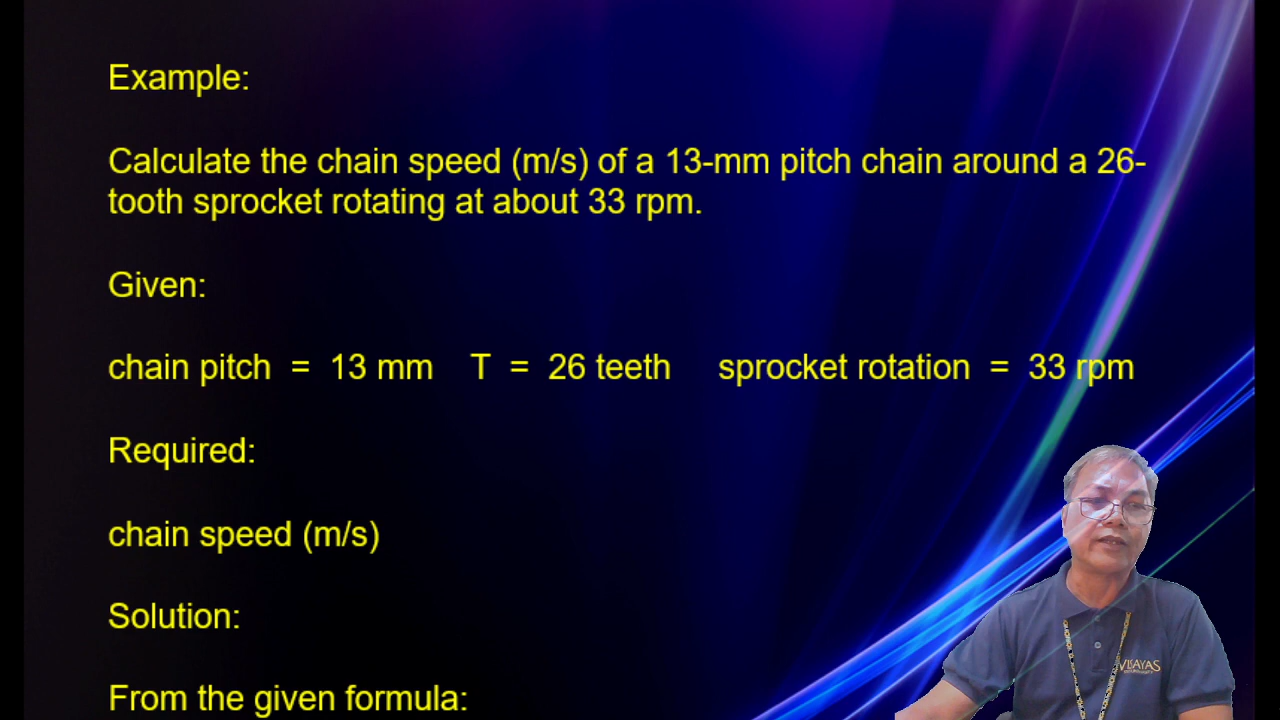 Example:
Calculate the chain speed (m/s) of a 13-mm pitch chain around a 26-
tooth sprocket rotating at about 33 rpm.
Given:
chain pitch = 13 mm T = 26 teeth sprocket rotation = 33 rpm
Required:
chain speed (m/s)
Solution:
From the given formula:
VISAYAS